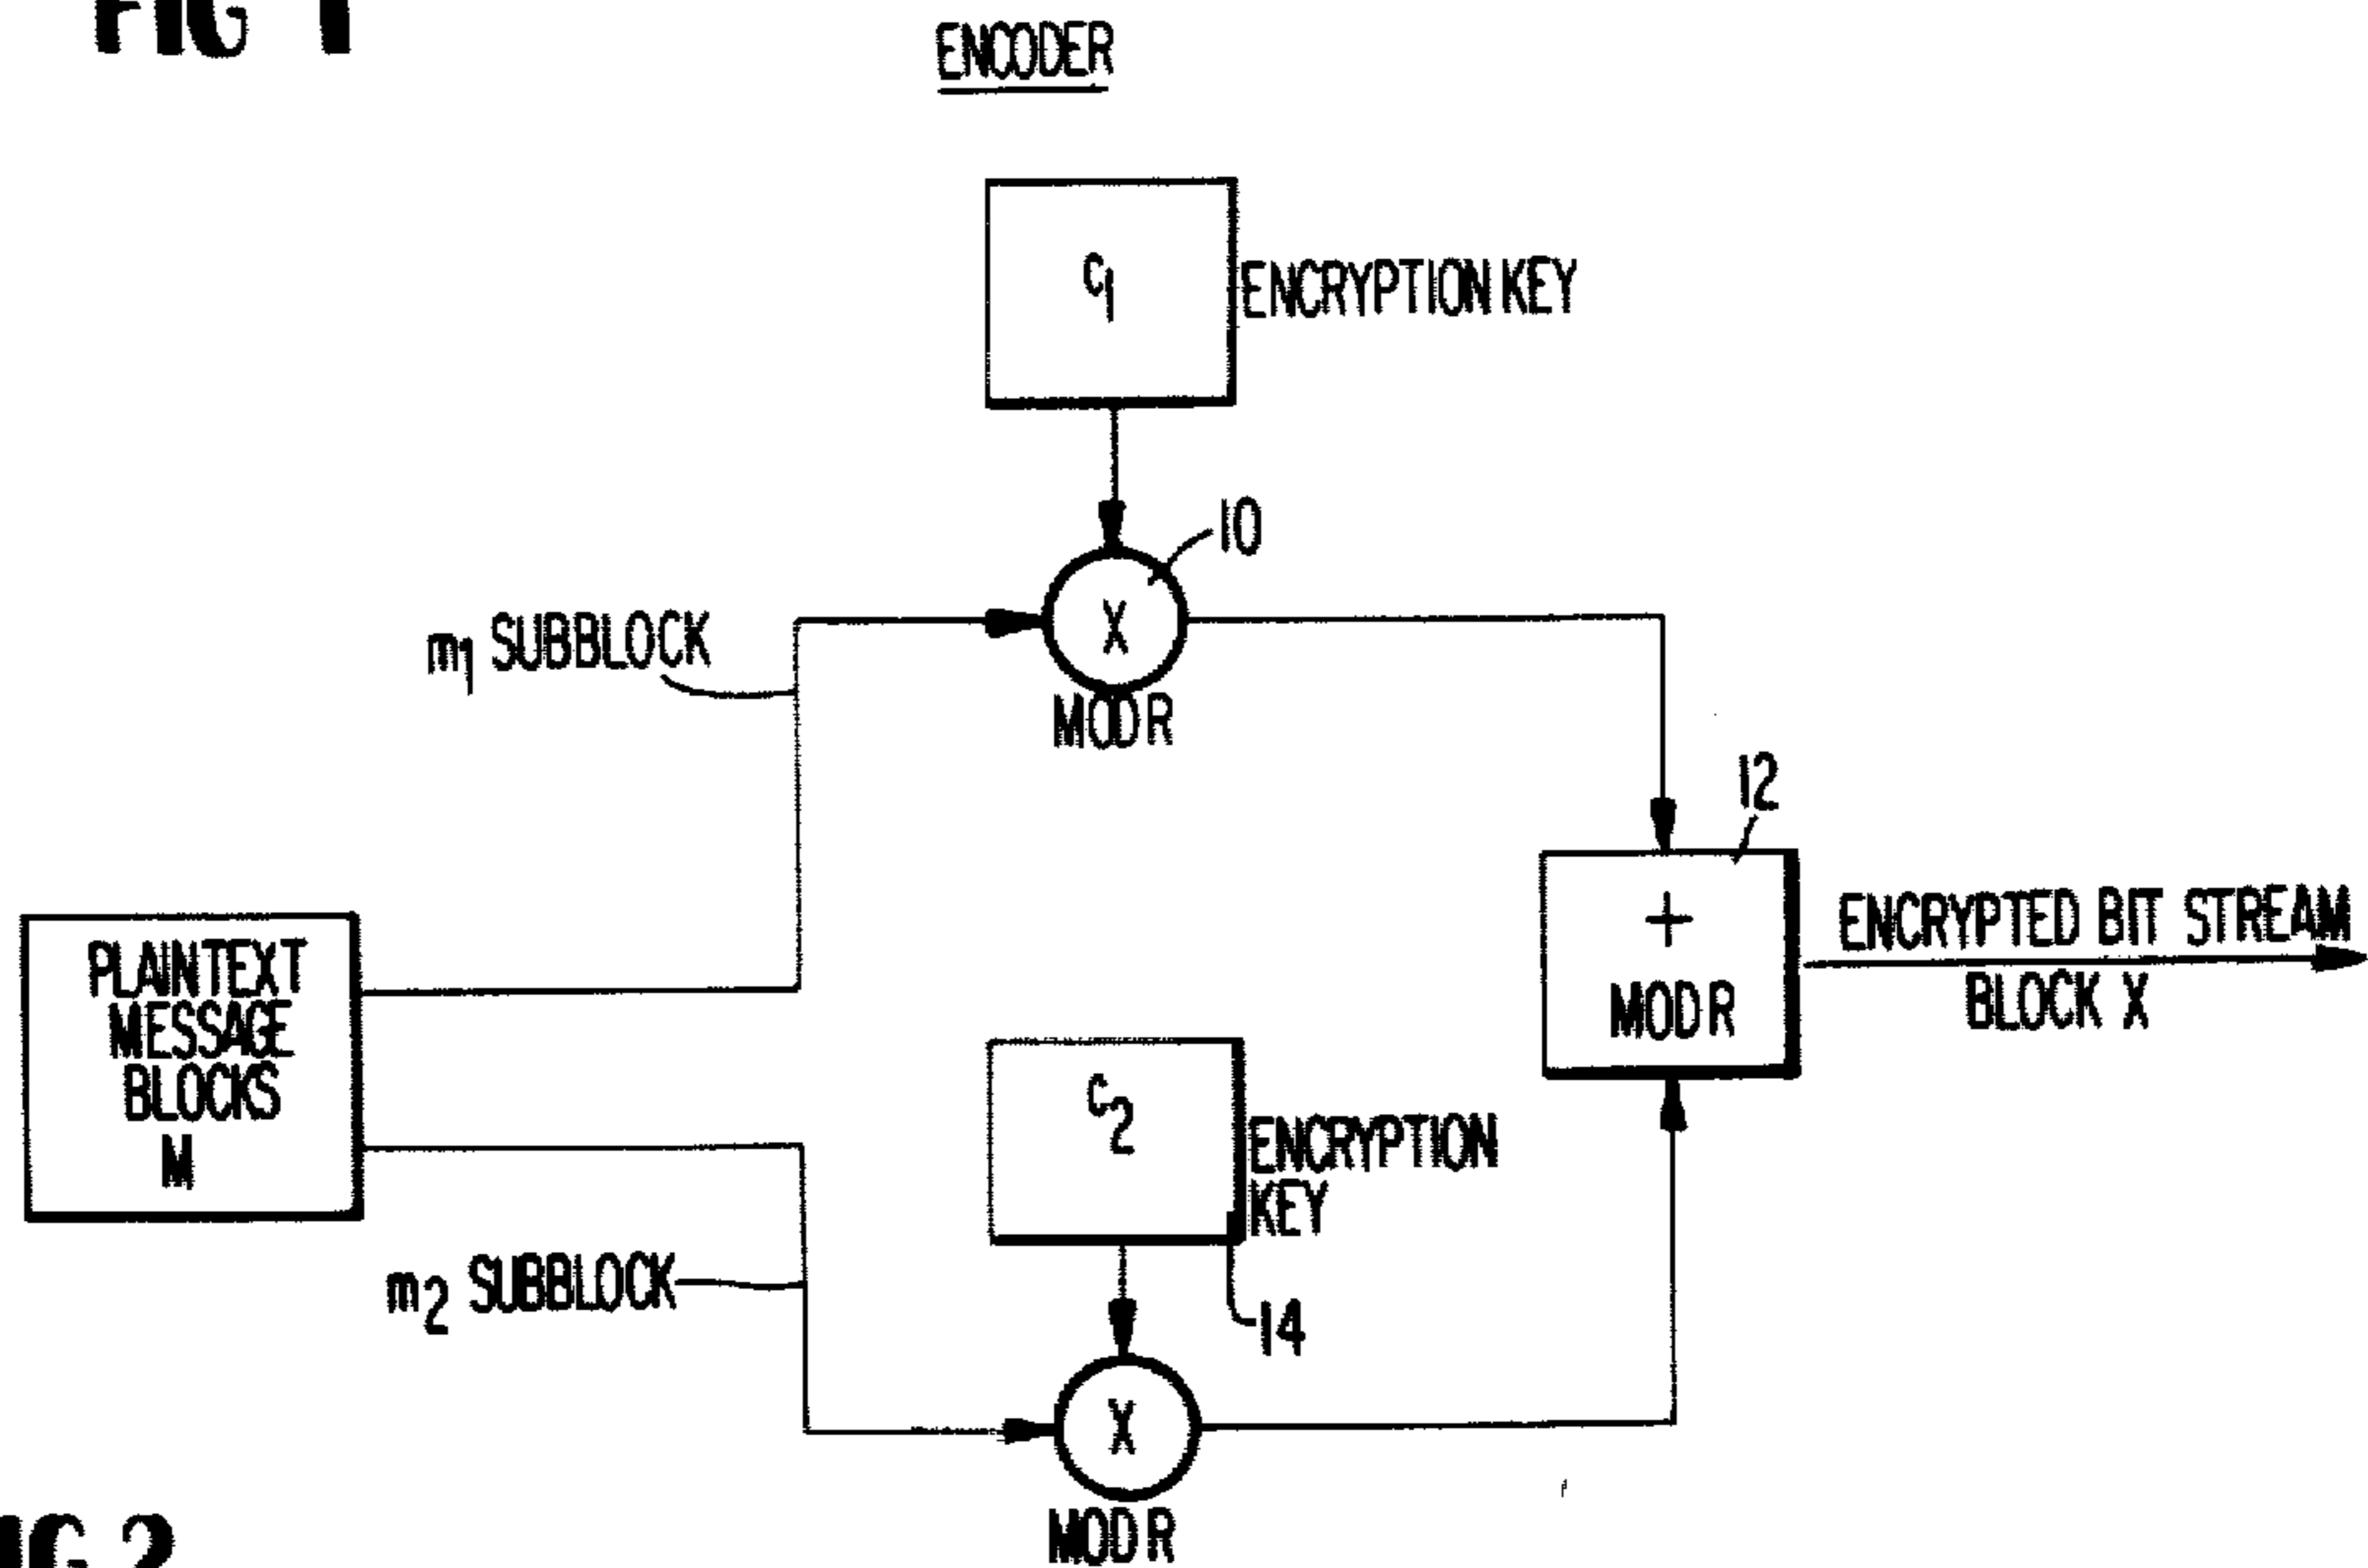 FIG 1
ENCODER
c1
ENCRYPTION KEY
10
X
MOD R
m1 SUBBLOCK
12
+
MOD R
ENCRYPTED BIT STREAM
BLOCK X
PLAINTEXT
MESSAGE
BLOCKS
M
c2
ENCRYPTION
KEY
14
m2 SUBBLOCK
X
MOD R
IG 2